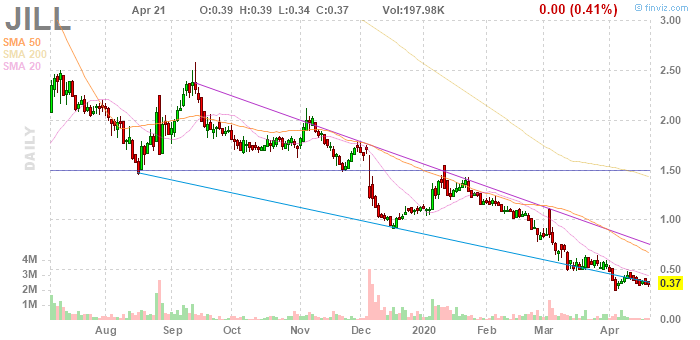 © finviz.com
JILL
Apr 21
O:0.39 H:0.39 L:0.34 C:0.37
Vol:197.98K
0.00 (0.41%)
SMA 50
SMA 200
SMA 20
DAILY
3.00
2.50
2.00
1.50
1.00
0.50
0.37
0.00
4M
3M
2M
1M
Aug Sep Oct Nov Dec 2020 Feb Mar Apr